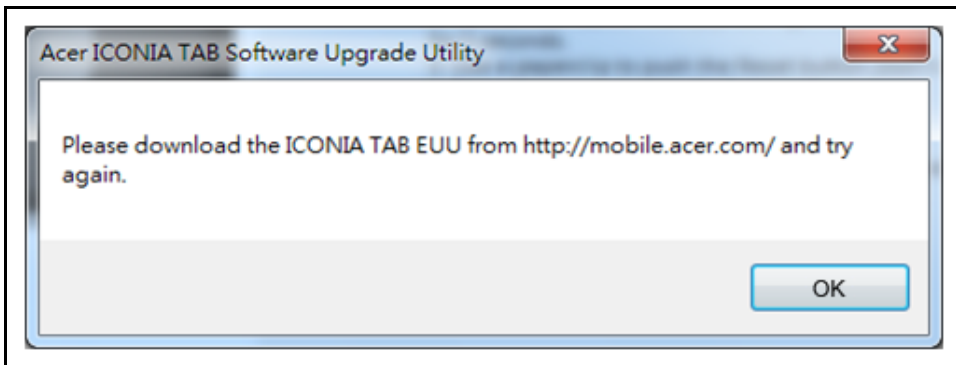 Acer ICONIA TAB Software Upgrade Utility
Please download the ICONIA TAB EUU from http://mobile.acer.com/ and try
again.
OK